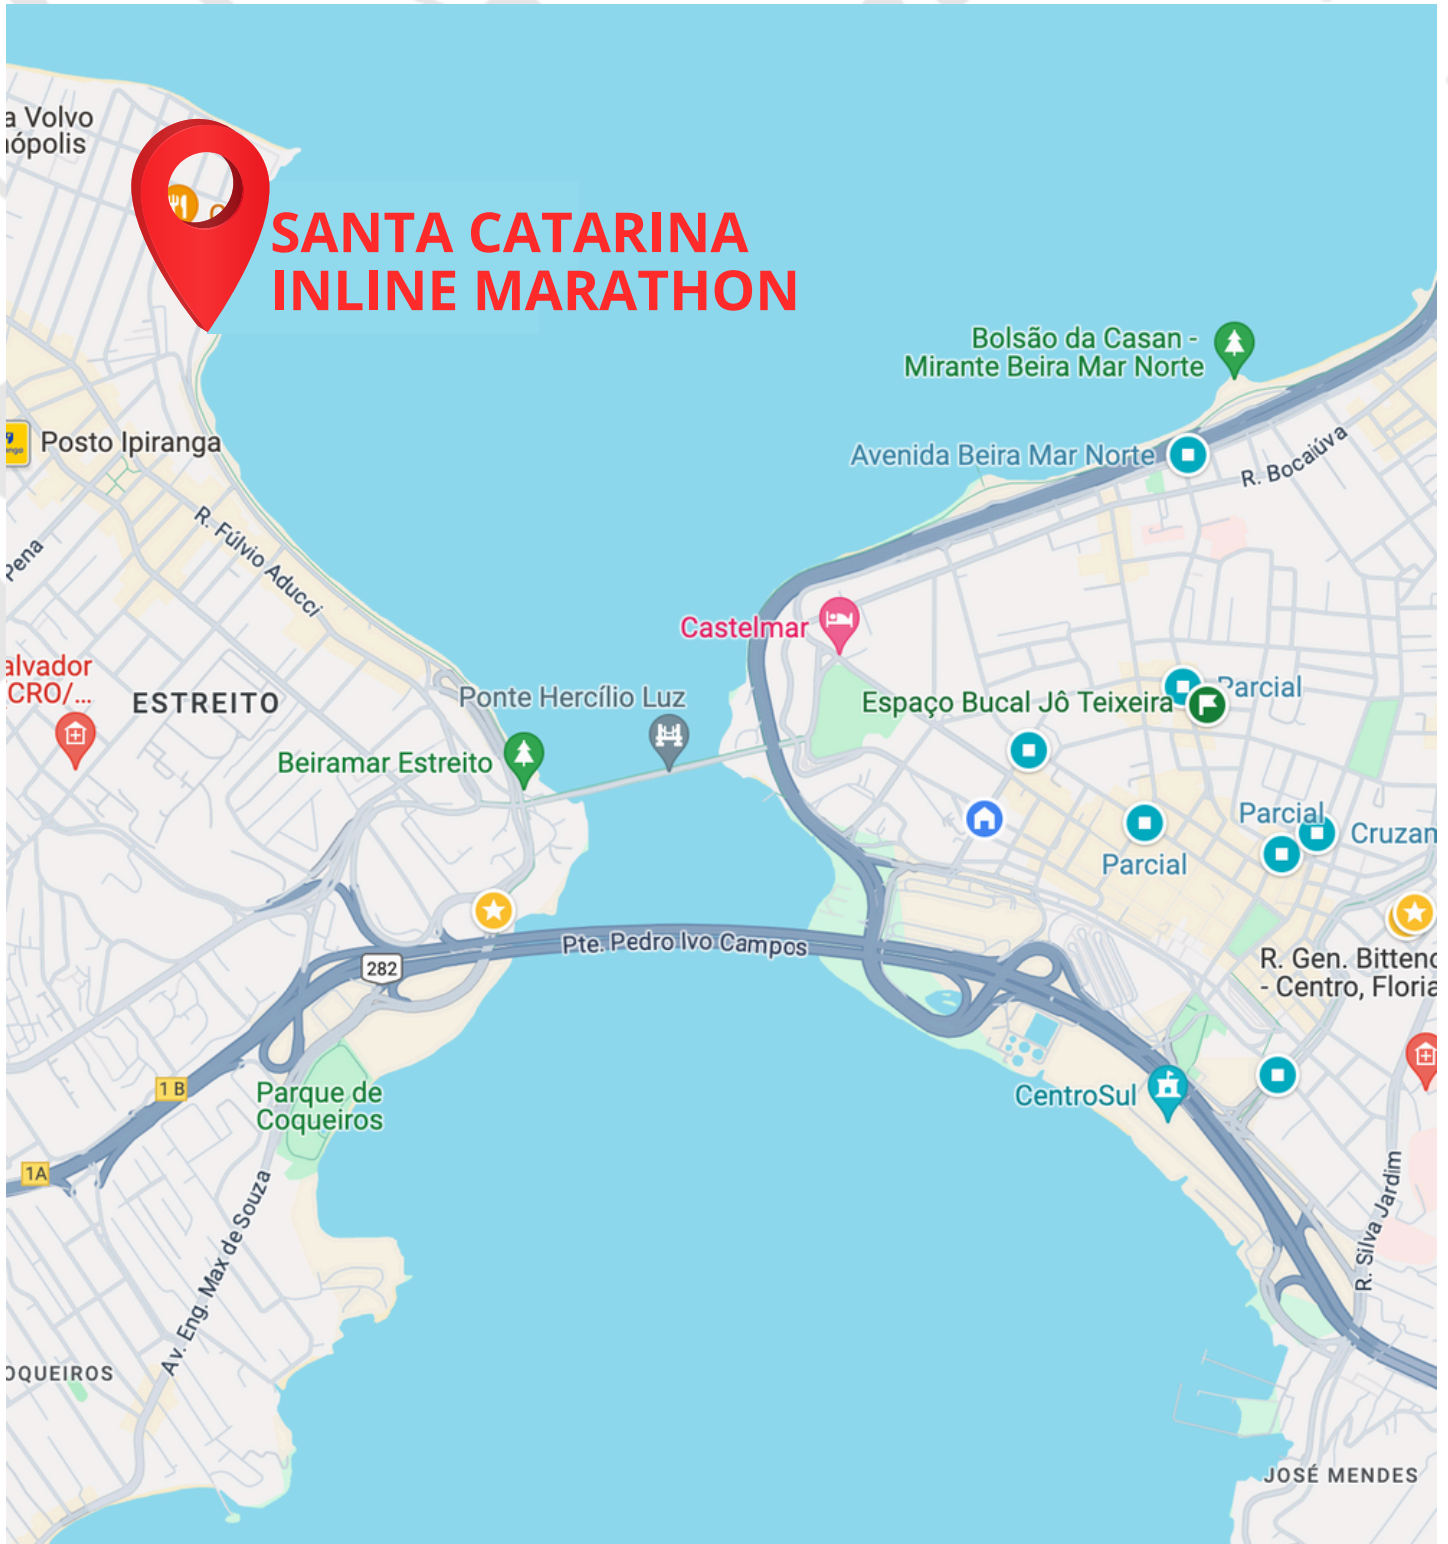 a Volvo
nópolis
SANTA CATARINA
INLINE MARATHON
Bolsão da Casan -
Mirante Beira Mar Norte
Posto Ipiranga
Avenida Beira Mar Norte
R. Bocaiúva
R. Fúlvio Aducci
Pena
Castelmar
alvador
CRO/...
ESTREITO
Ponte Hercílio Luz
Espaço Bucal Jô Teixeira
Parcial
Beiramar Estreito
Parcial
Cruzan
Parcial
Pte. Pedro Ivo Campos
282
R. Gen. Bittenc
- Centro, Floria
1 B
Parque de
Coqueiros
CentroSul
1A
Av. Eng. Max de Souza
R. Silva Jardim
OQUEIROS
JOSÉ MENDES